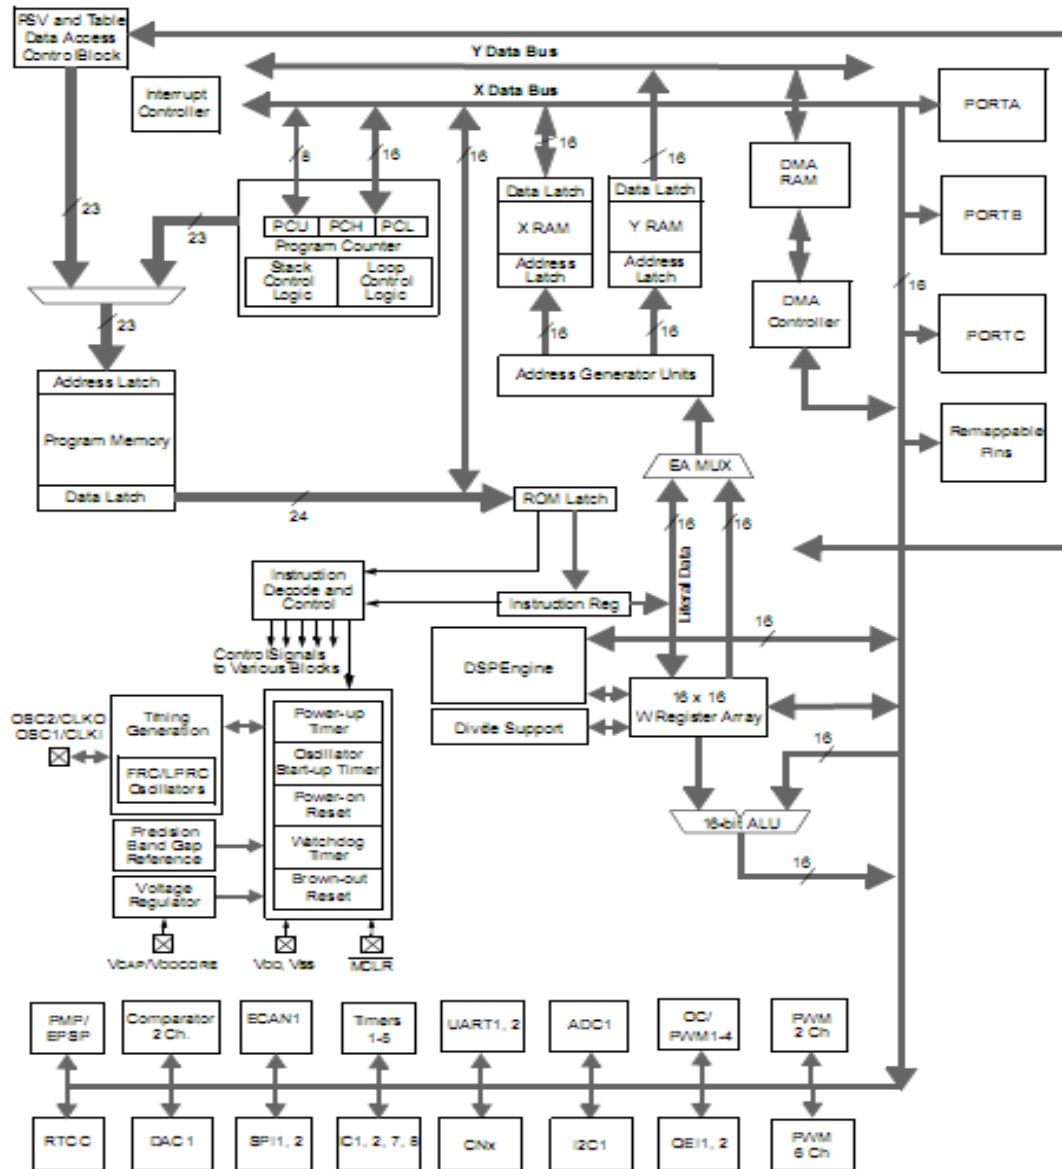 PSV and Table
Data Access
Control Block
Interrupt
Controller
Y Data Bus
X Data Bus
8
16
16
16
16
23
23
PCU
PCH
PCL
Program Counter
Stack
Control
Logic
Loop
Control
Logic
23
Data Latch
X RAM
Address
Latch
Data Latch
Y RAM
Address
Latch
16
16
Address Generator Units
DMA
RAM
DMA
Controller
PORTA
PORTB
16
PORTC
Remappable
Pins
Address Latch
Program Memory
Data Latch
24
ROM Latch
EA MUX
16
16
Literal Data
Instruction
Decode and
Control
Instruction Reg
Control Signals
to Various Blocks
DSP Engine
16
Divide Support
16 x 16
W Register Array
16
16-bit ALU
16
OSC2/CLKO
OSC1/CLKI
Timing
Generation
FRC/LPRC
Oscillators
Precision
Band Gap
Reference
Voltage
Regulator
Power-up
Timer
Oscillator
Start-up Timer
Power-on
Reset
Watchdog
Timer
Brown-out
Reset
VCAP/VDDCORE
VDD, VSS
MCLR
PMP/
EPSP
Comparator
2 Ch.
ECAN1
Timers
1-5
UART1, 2
ADC1
OC/
PWM1-4
PWM
2 Ch
RTCC
DAC1
SPI1, 2
IC1, 2, 7, 8
CNx
I2C1
QEI1, 2
PWM
6 Ch